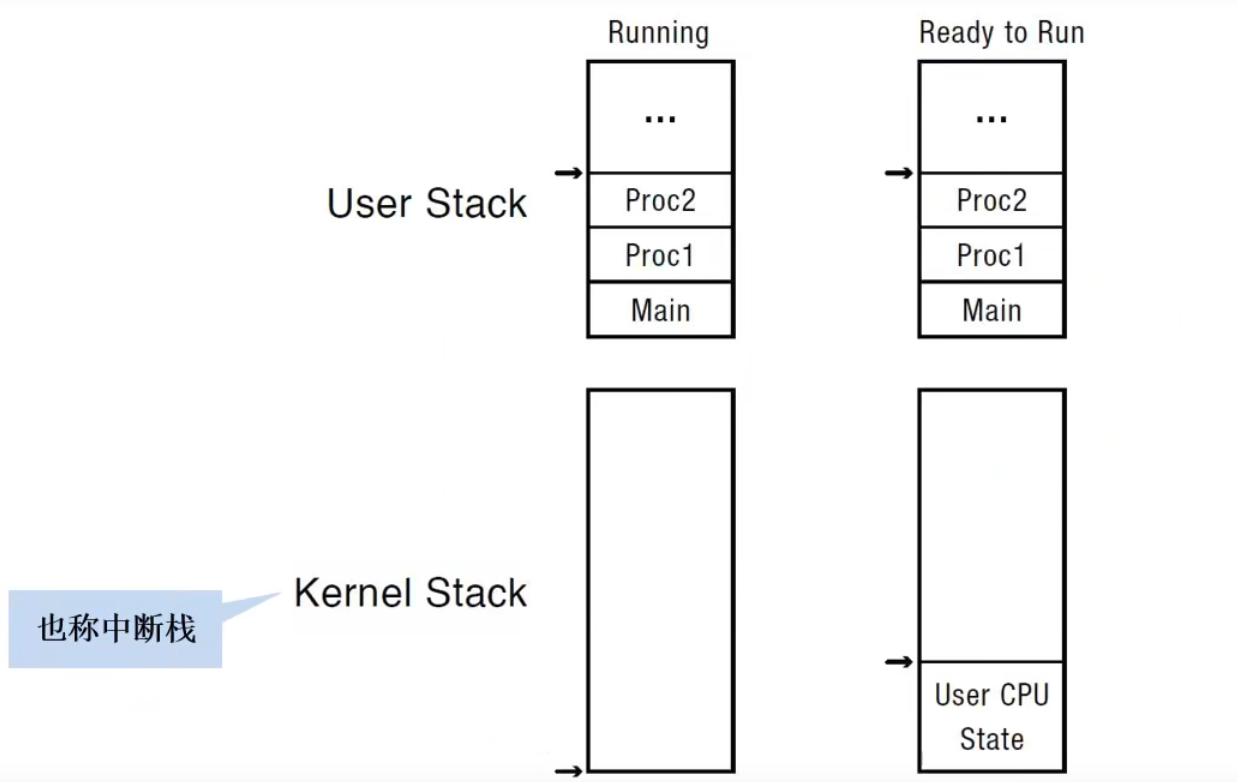 Running
Ready to Run
...
...
User Stack
Proc2
Proc2
Proc1
Proc1
Main
Main
Kernel Stack
也称中断栈
User CPU
State